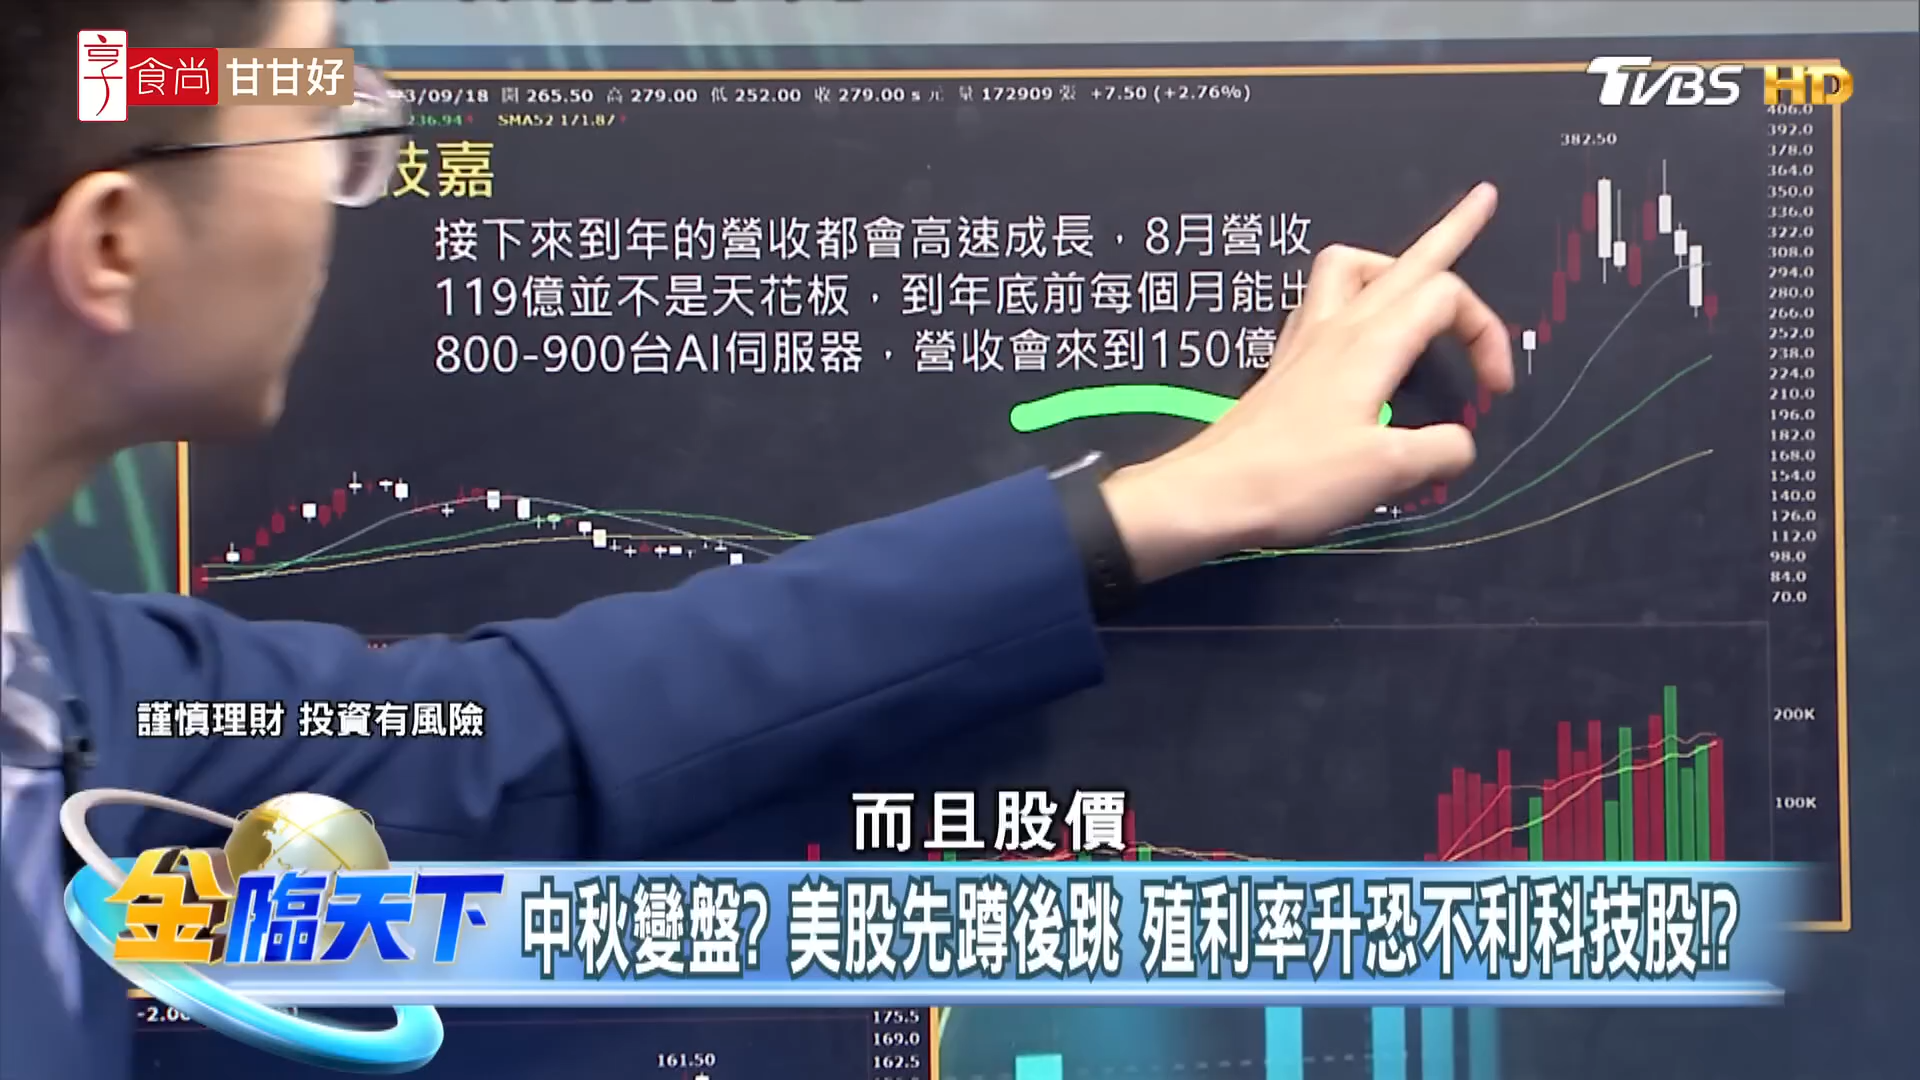 享 食尚 甘甘好
TVBS HD
3/09/18 開 265.50 高 279.00 低 252.00 收 279.00 s 元 量 172909 張 +7.50 (+2.76%)
236.94 SMA52 171.87
技嘉
接下來到年的營收都會高速成長，8月營收
119億並不是天花板，到年底前每個月能出
800-900台AI伺服器，營收會來到150億
382.50
406.0
392.0
378.0
364.0
350.0
336.0
322.0
308.0
294.0
280.0
266.0
252.0
238.0
224.0
210.0
196.0
182.0
168.0
154.0
140.0
126.0
112.0
98.0
84.0
70.0
200K
100K
謹慎理財 投資有風險
而且股價
金臨天下
中秋變盤? 美股先蹲後跳 殖利率升恐不利科技股!?
175.5
169.0
162.5
161.50